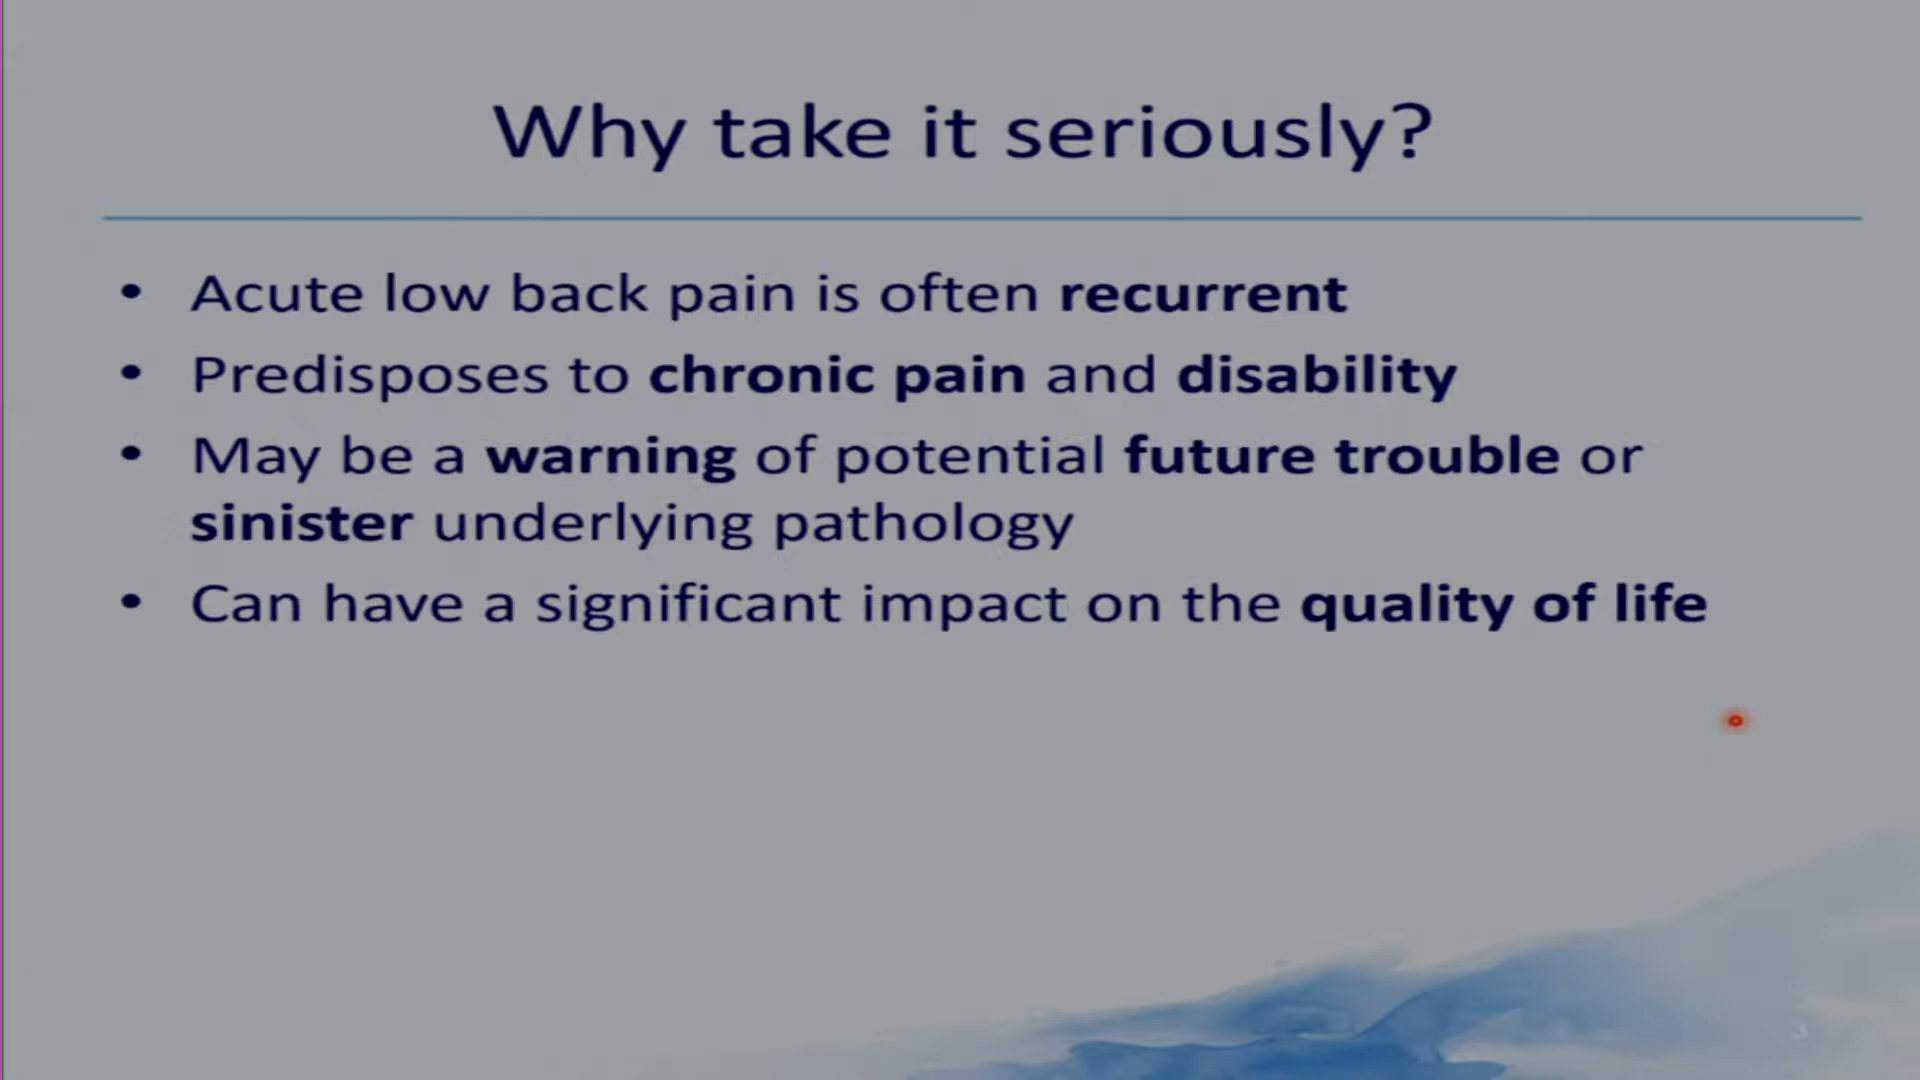 Why take it seriously?
• Acute low back pain is often recurrent
• Predisposes to chronic pain and disability
• May be a warning of potential future trouble or
sinister underlying pathology
• Can have a significant impact on the quality of life
3